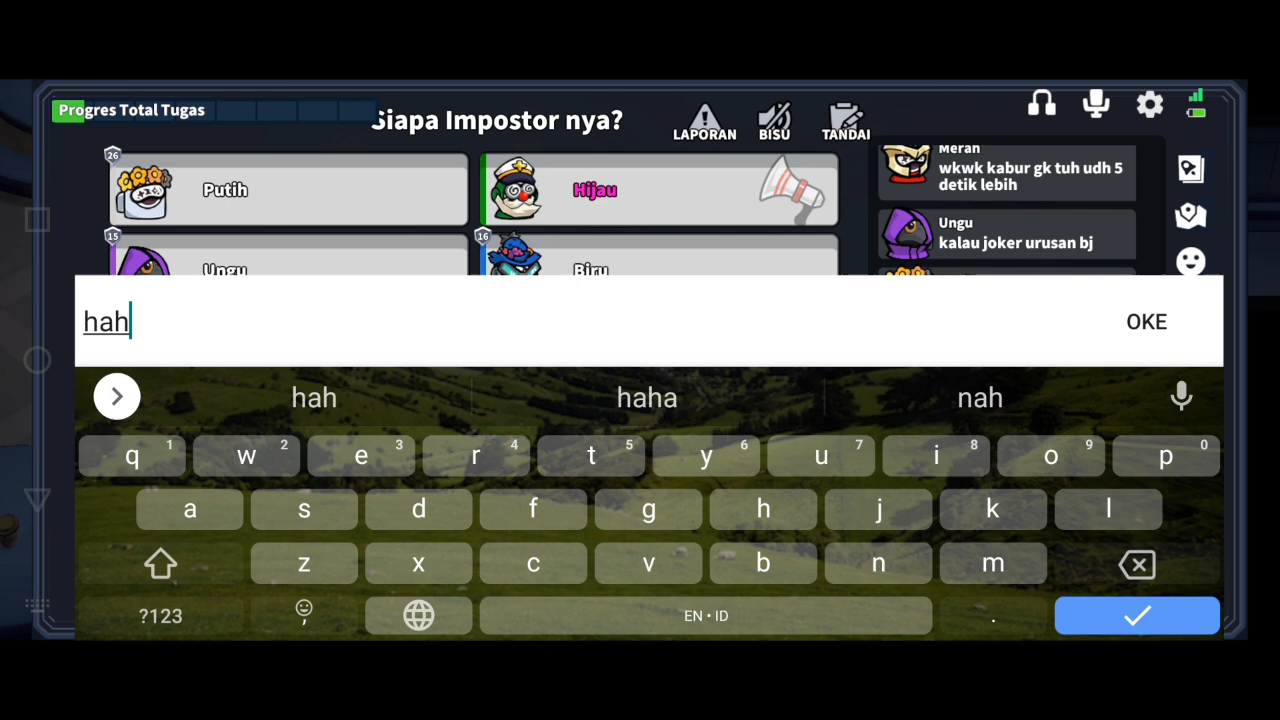 Progres Total Tugas
Siapa Impostor nya?
LAPORAN
BISU
TANDAI
26
Putih
Hijau
15
Ungu
16
Biru
Merah
wkwk kabur gk tuh udh 5
detik lebih
Ungu
kalau joker urusan bj
hah
OKE
hah haha nah
q 1 w 2 e 3 r 4 t 5 y 6 u 7 i 8 o 9 p 0
a s d f g h j k l
z x c v b n m
?123 , EN • ID .